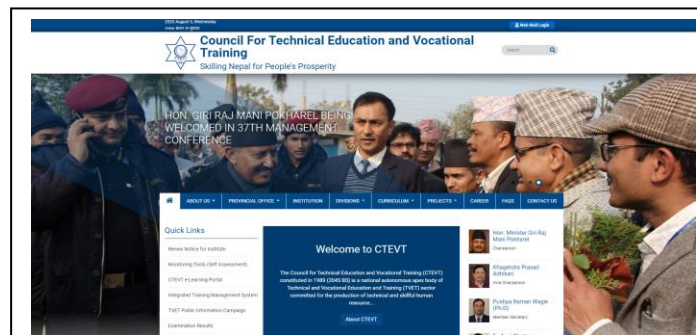 2020 August 5, Wednesday
Web Mail Login
Council For Technical Education and Vocational
Training
Skilling Nepal for People's Prosperity
Search
HON. GIRI RAJ MANI POKHAREL BEING
WELCOMED IN 37TH MANAGEMENT
CONFERENCE
ABOUT US PROVINCIAL OFFICE INSTITUTION DIVISIONS CURRICULUM PROJECTS CAREER FAQS CONTACT US
Quick Links
Renew Notice for Institute
Monitoring Tools (Self Assessment)
CTEVT e-Learning Portal
Integrated Training Management System
TVET Public Information Campaign
Examination Results
Welcome to CTEVT
The Council for Technical Education and Vocational Training (CTEVT)
constituted in 1989 (2045 BS) is a national autonomous apex body of
Technical and Vocational Education and Training (TVET) sector
committed for the production of technical and skillful human
resource...
About CTEVT
Hon. Minister Giri Raj
Mani Pokharel
Chairperson
Khagendra Prasad
Adhikari
Vice Chairperson
Pushpa Raman Wagle
(Ph.D)
Member-Secretary